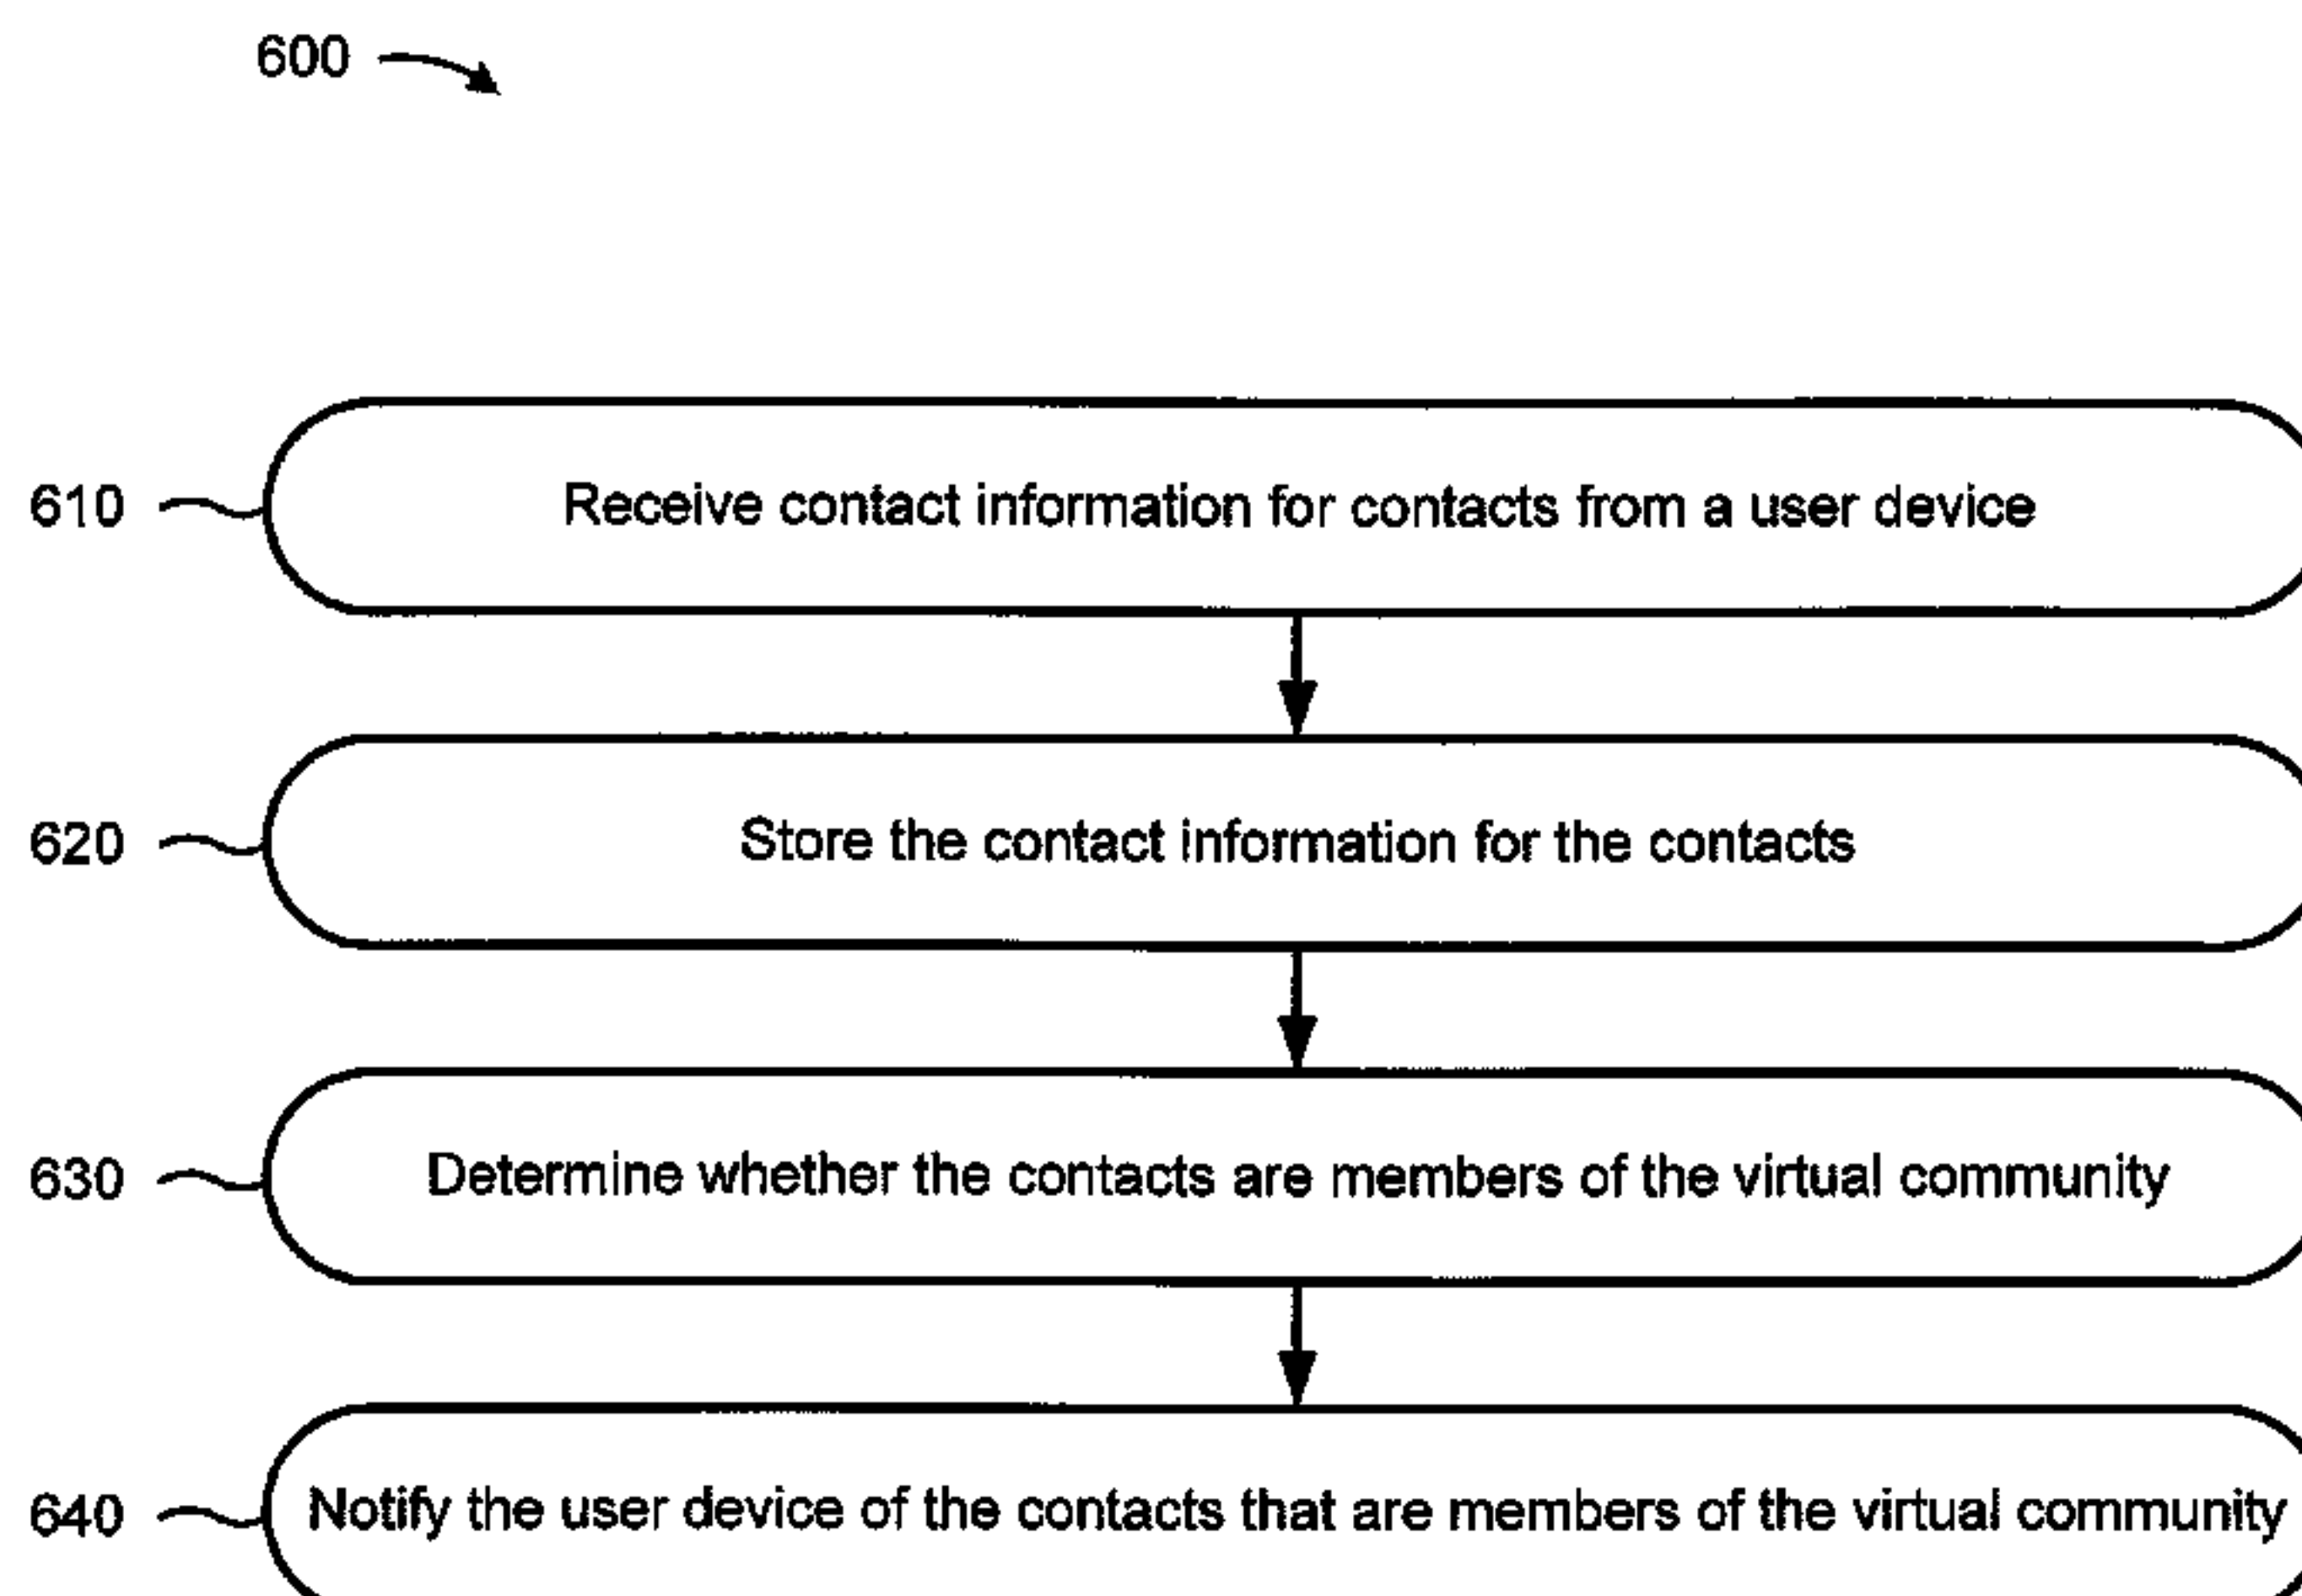 600
610 Receive contact information for contacts from a user device
620 Store the contact information for the contacts
630 Determine whether the contacts are members of the virtual community
640 Notify the user device of the contacts that are members of the virtual community